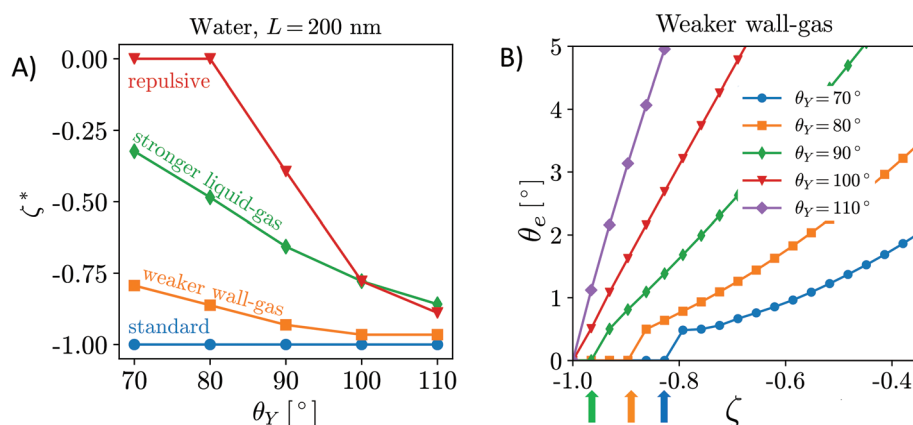 A)
Water, L = 200 nm
ζ*
0.00
-0.25
-0.50
-0.75
-1.00
repulsive
stronger liquid-gas
weaker wall-gas
standard
70 80 90 100 110
θ_Y [°]
B)
Weaker wall-gas
θ_e [°]
5
4
3
2
1
0
θ_Y = 70°
θ_Y = 80°
θ_Y = 90°
θ_Y = 100°
θ_Y = 110°
-1.0 -0.8 -0.6 -0.4
ζ